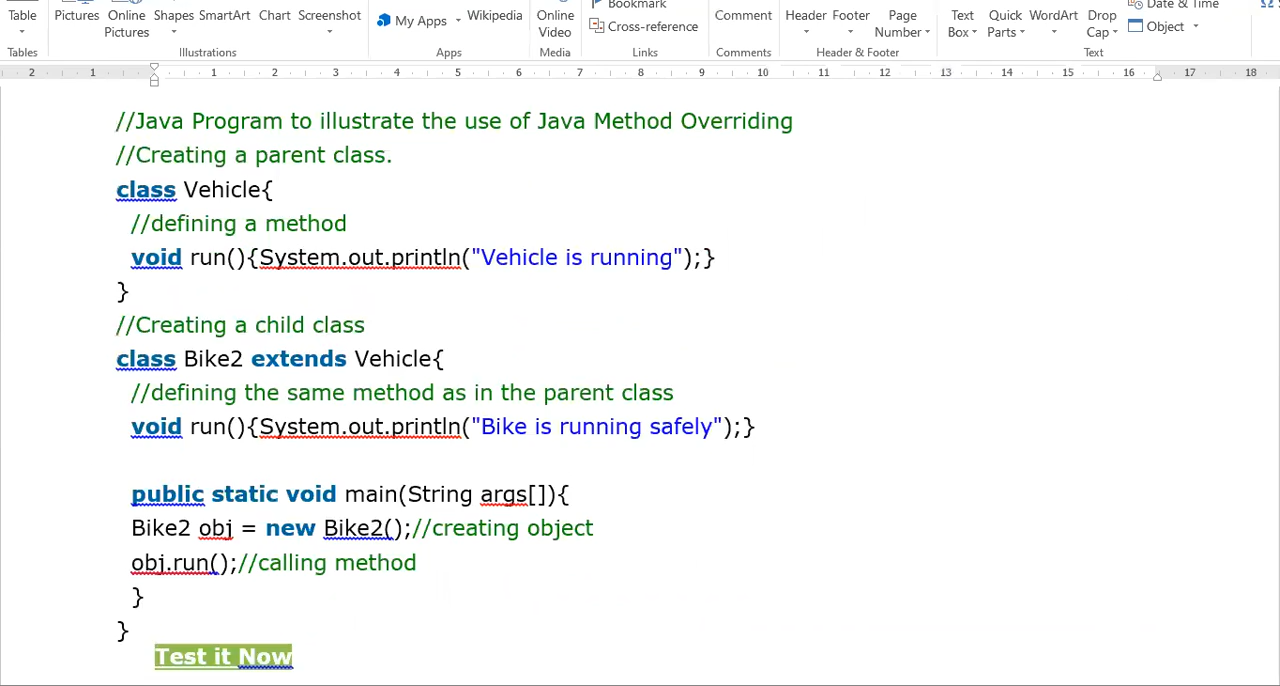 Table Pictures Online Pictures Shapes SmartArt Chart Screenshot My Apps Wikipedia Online Video Bookmark Cross-reference Comment Header Footer Page Number Text Box Quick Parts WordArt Drop Cap Date & Time Object
Tables Illustrations Apps Media Links Comments Header & Footer Text
2 1 1 2 3 4 5 6 7 8 9 10 11 12 13 14 15 16 17 18
//Java Program to illustrate the use of Java Method Overriding
//Creating a parent class.
class Vehicle{
//defining a method
void run(){System.out.println("Vehicle is running");}
}
//Creating a child class
class Bike2 extends Vehicle{
//defining the same method as in the parent class
void run(){System.out.println("Bike is running safely");}
public static void main(String args[]){
Bike2 obj = new Bike2();//creating object
obj.run();//calling method
}
}
Test it Now